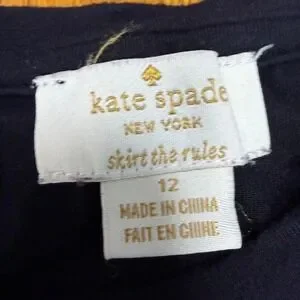 kate spade
NEW YORK
skirt the rules
12
MADE IN CHINA
FAIT EN CHINE